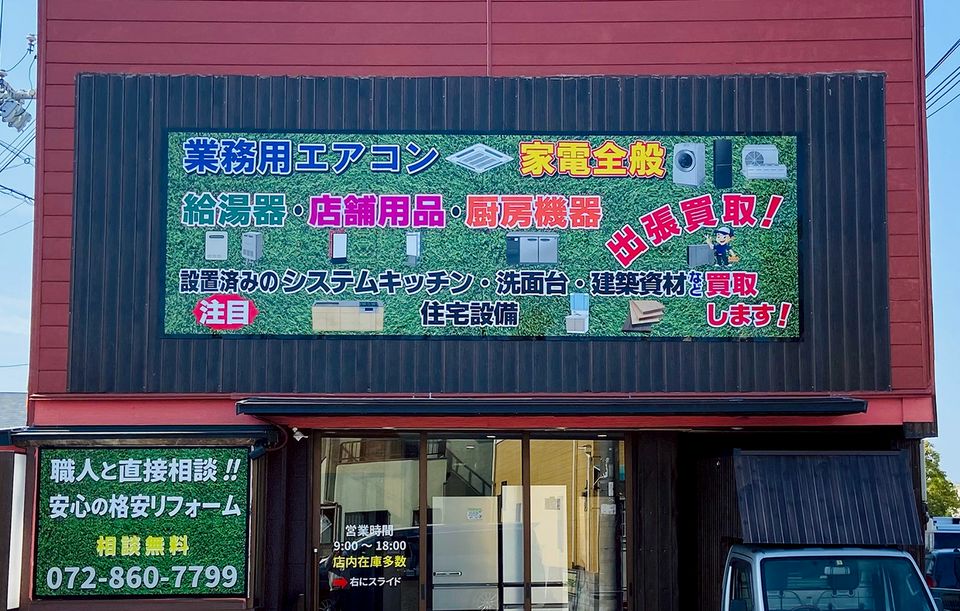 業務用エアコン 家電全般
給湯器・店舗用品・厨房機器
出張買取！
設置済みのシステムキッチン・洗面台・建築資材など買取
注目 住宅設備 します！
職人と直接相談!!
安心の格安リフォーム
相談無料
072-860-7799
営業時間
9:00～18:00
店内在庫多数
右にスライド